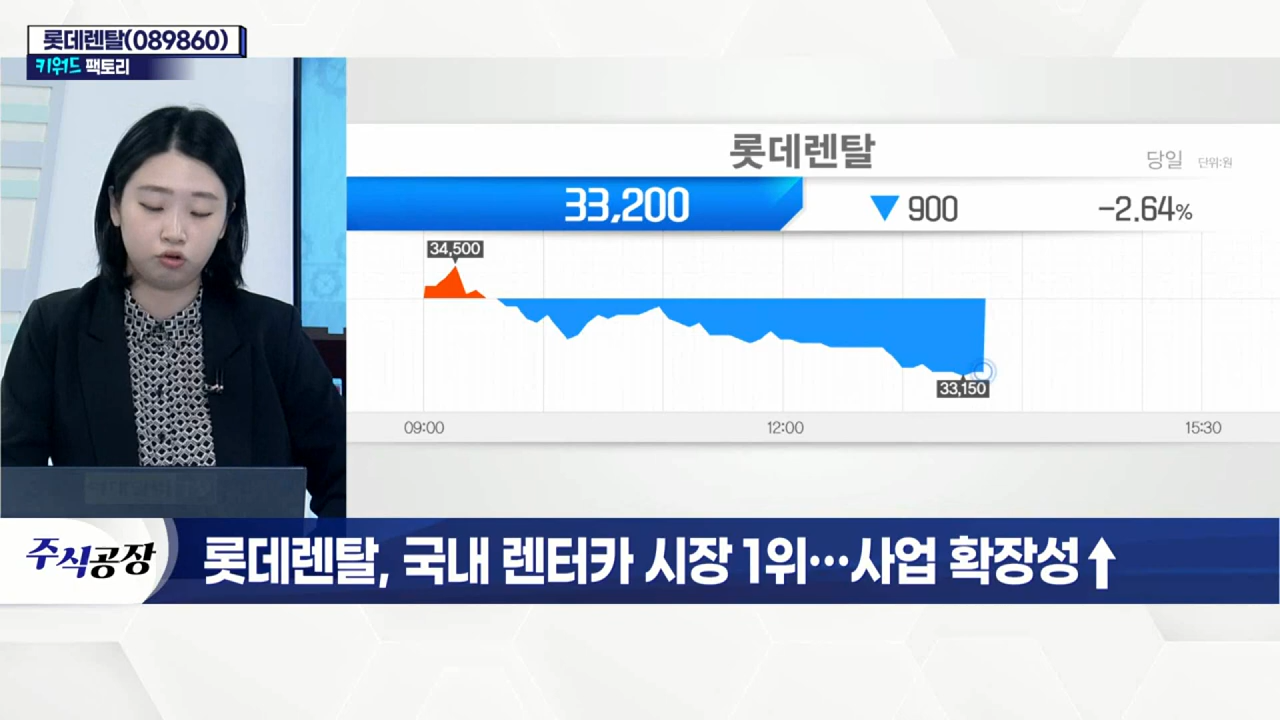 롯데렌탈(089860)
키워드 팩토리
롯데렌탈
당일 단위:원
33,200 ▼ 900 -2.64%
34,500
33,150
09:00 12:00 15:30
주식공장
롯데렌탈, 국내 렌터카 시장 1위…사업 확장성↑